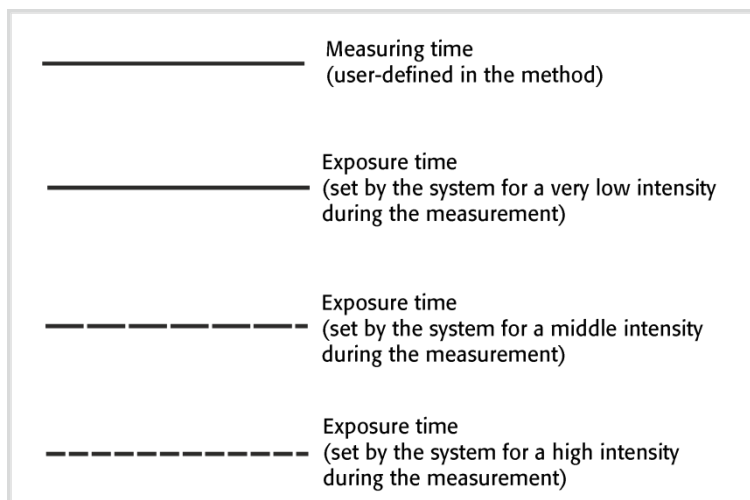 Measuring time
(user-defined in the method)
Exposure time
(set by the system for a very low intensity
during the measurement)
Exposure time
(set by the system for a middle intensity
during the measurement)
Exposure time
(set by the system for a high intensity
during the measurement)